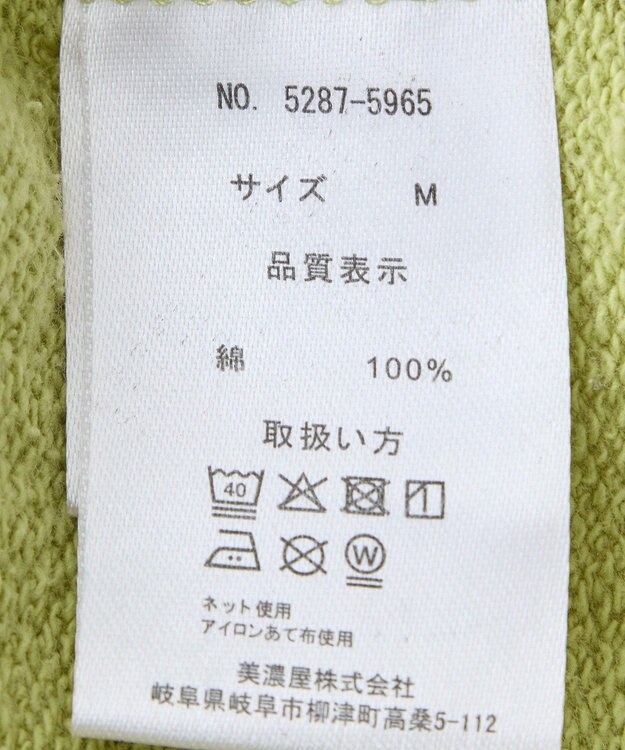 NO. 5287-5965
サイズ M
品質表示
綿 100%
取扱い方
40
W
ネット使用
アイロンあて布使用
美濃屋株式会社
岐阜県岐阜市柳津町高桑5-112